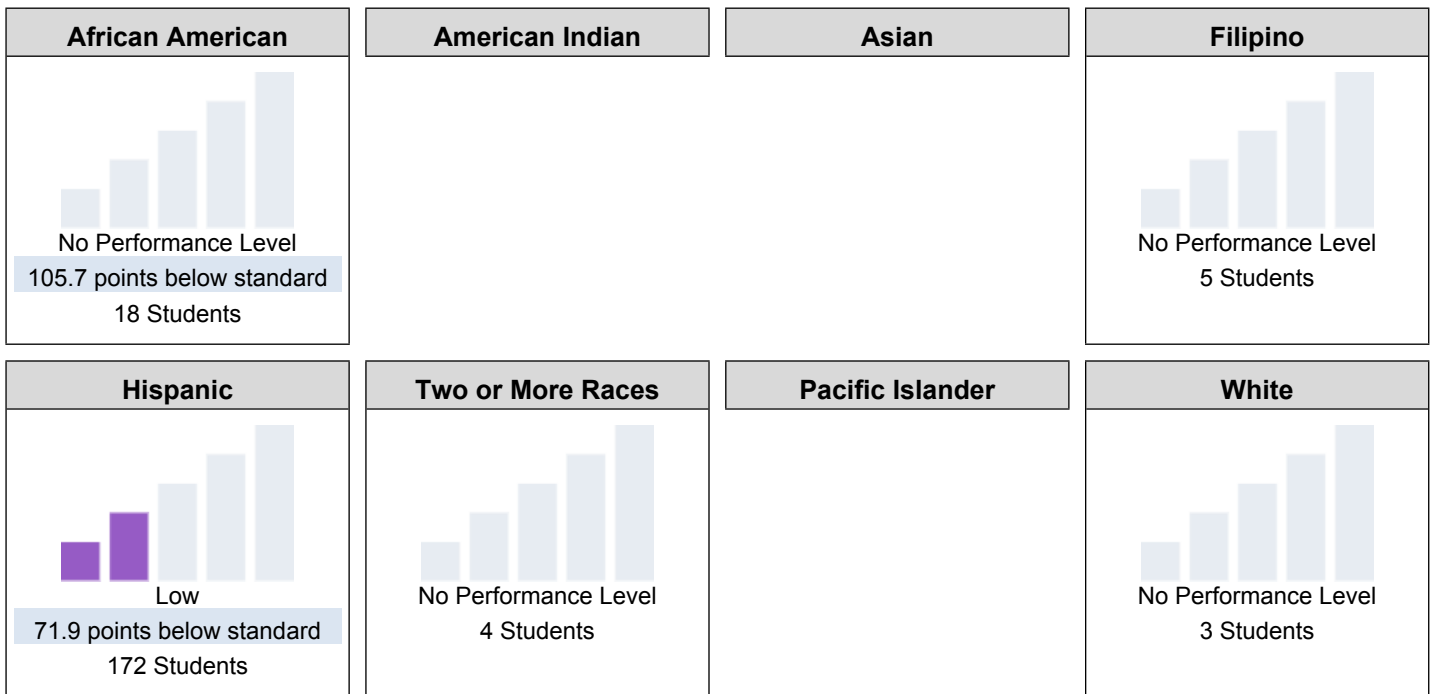 African American
No Performance Level
105.7 points below standard
18 Students
American Indian
Asian
Filipino
No Performance Level
5 Students
Hispanic
Low
71.9 points below standard
172 Students
Two or More Races
No Performance Level
4 Students
Pacific Islander
White
No Performance Level
3 Students